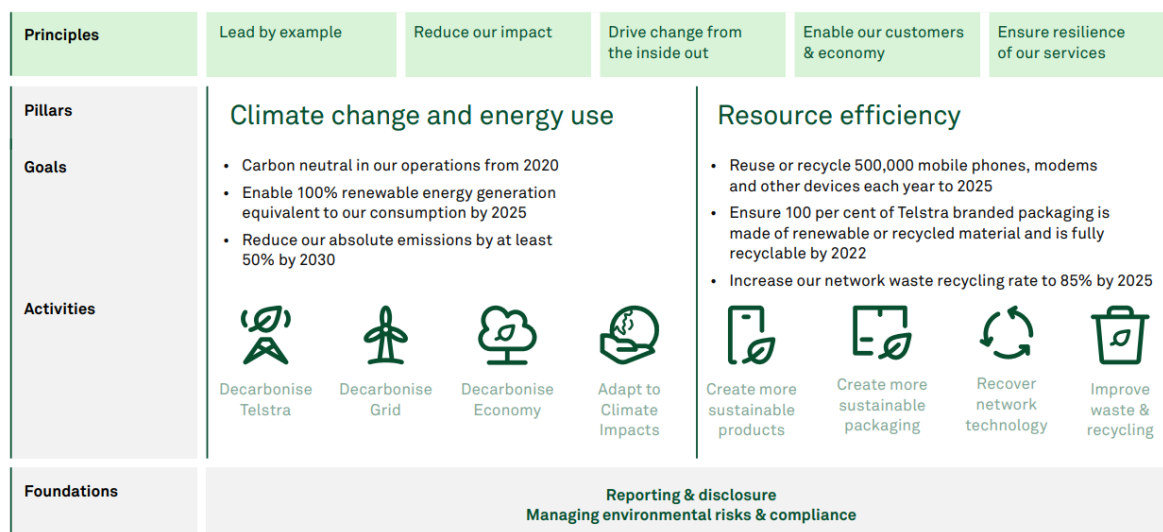 Principles
Lead by example
Reduce our impact
Drive change from
the inside out
Enable our customers
& economy
Ensure resilience
of our services
Pillars
Climate change and energy use
Resource efficiency
Goals
• Carbon neutral in our operations from 2020
• Enable 100% renewable energy generation
equivalent to our consumption by 2025
• Reduce our absolute emissions by at least
50% by 2030
• Reuse or recycle 500,000 mobile phones, modems
and other devices each year to 2025
• Ensure 100 per cent of Telstra branded packaging is
made of renewable or recycled material and is fully
recyclable by 2022
• Increase our network waste recycling rate to 85% by 2025
Activities
Decarbonise
Telstra
Decarbonise
Grid
Decarbonise
Economy
Adapt to
Climate
Impacts
Create more
sustainable
products
Create more
sustainable
packaging
Recover
network
technology
Improve
waste &
recycling
Foundations
Reporting & disclosure
Managing environmental risks & compliance